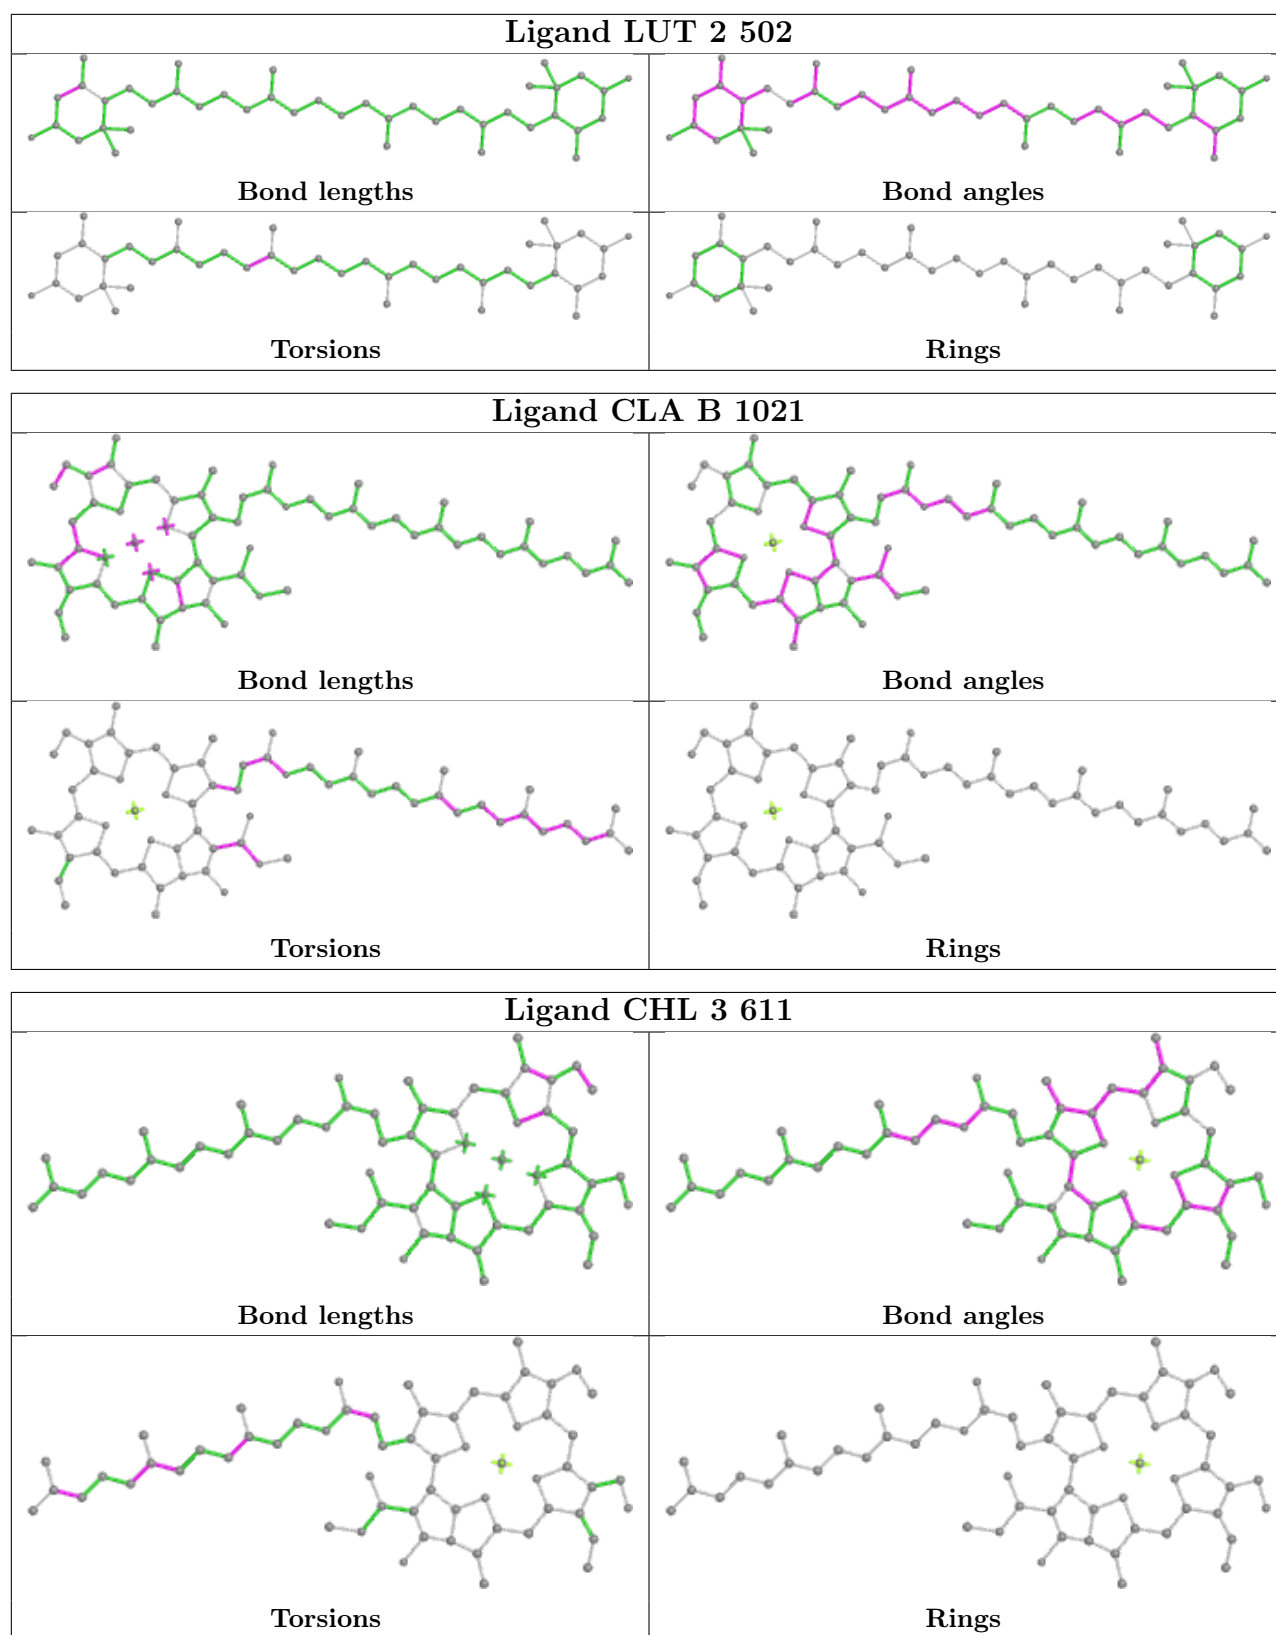 Ligand LUT 2 502
Bond lengths
Bond angles
Torsions
Rings
Ligand CLA B 1021
Bond lengths
Bond angles
Torsions
Rings
Ligand CHL 3 611
Bond lengths
Bond angles
Torsions
Rings